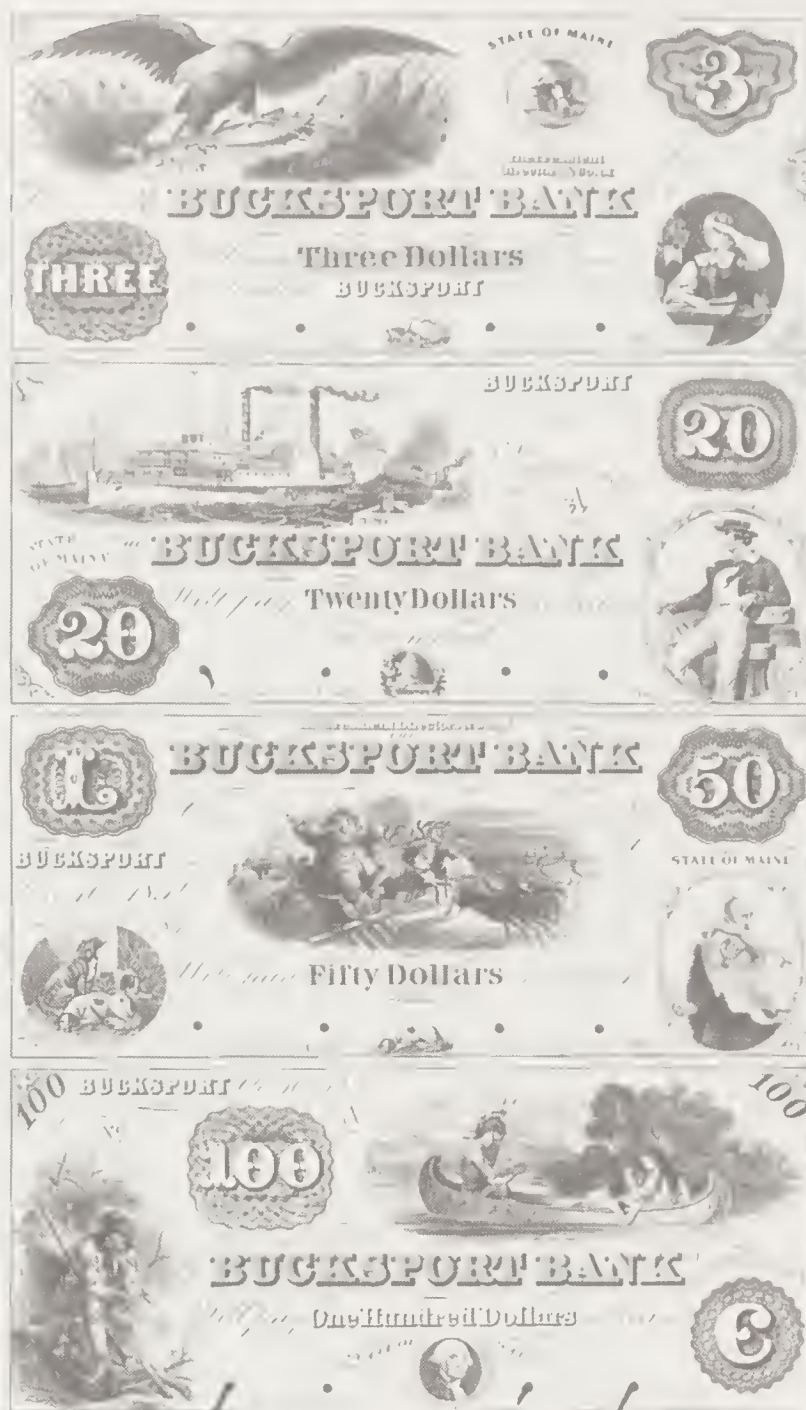 STATE OF MAINE
3
BUCKSPORT BANK
THREE
Three Dollars
BUCKSPORT
BUCKSPORT
20
STATE OF MAINE
BUCKSPORT BANK
20
Twenty Dollars
L
BUCKSPORT BANK
50
BUCKSPORT
STATE OF MAINE
Fifty Dollars
100
BUCKSPORT
100
100
BUCKSPORT BANK
One Hundred Dollars
C